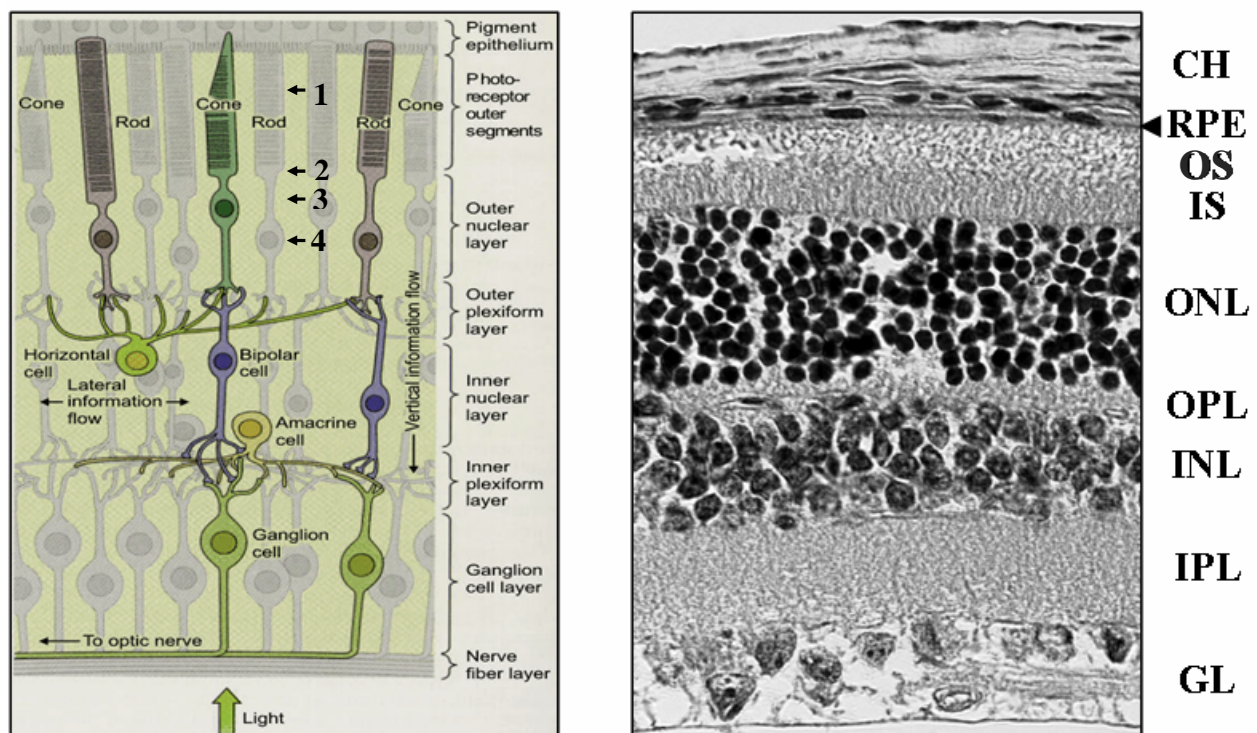 Pigment
epithelium
Photo-
receptor
outer
segments
Outer
nuclear
layer
Outer
plexiform
layer
Inner
nuclear
layer
Inner
plexiform
layer
Ganglion
cell layer
Nerve
fiber layer
Cone
Rod
Cone
Rod
Cone
1
2
3
4
Horizontal
cell
Lateral
information
flow
Bipolar
cell
Amacrine
cell
Vertical information flow
Ganglion
cell
To optic nerve
Light
CH
RPE
OS
IS
ONL
OPL
INL
IPL
GL